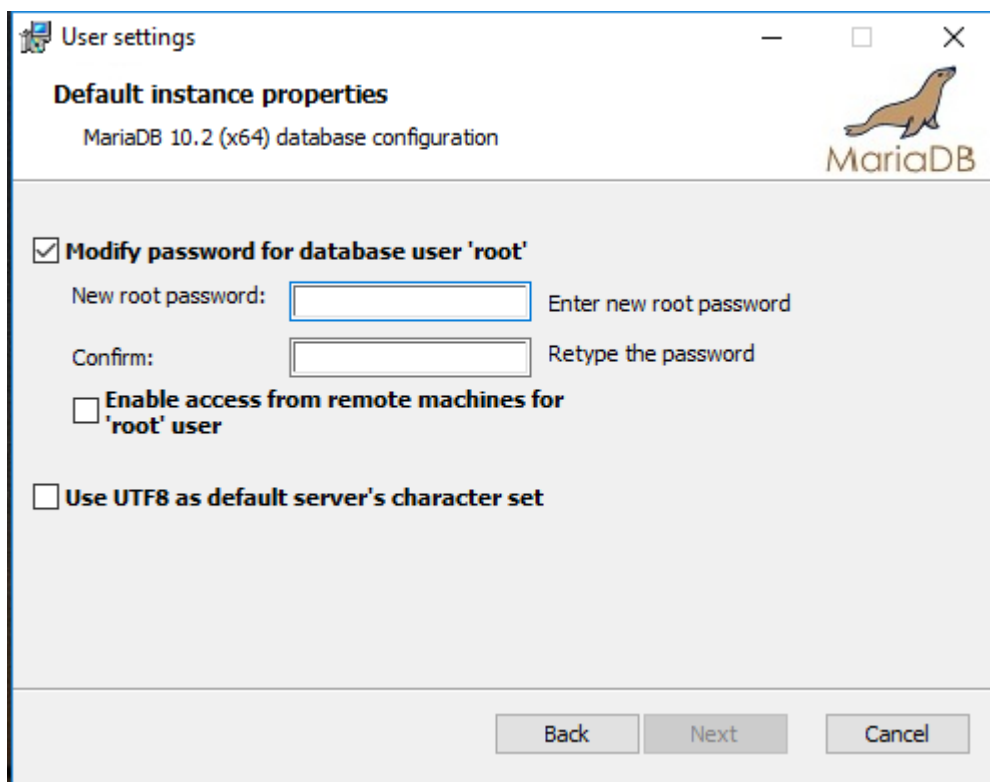 User settings
Default instance properties
MariaDB 10.2 (x64) database configuration
MariaDB
Modify password for database user 'root'
New root password:
Enter new root password
Confirm:
Retype the password
Enable access from remote machines for
'root' user
Use UTF8 as default server's character set
Back
Next
Cancel